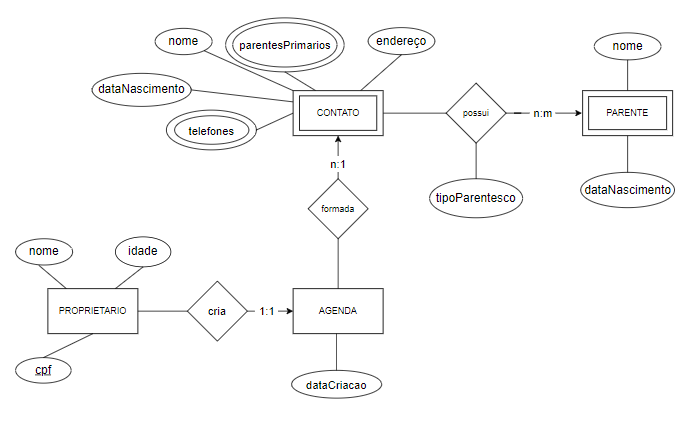 nome
parentesPrimarios
endereço
nome
dataNascimento
telefones
CONTATO
possui
n:m
PARENTE
n:1
tipoParentesco
dataNascimento
formada
nome
idade
PROPRIETARIO
cria
1:1
AGENDA
cpf
dataCriacao